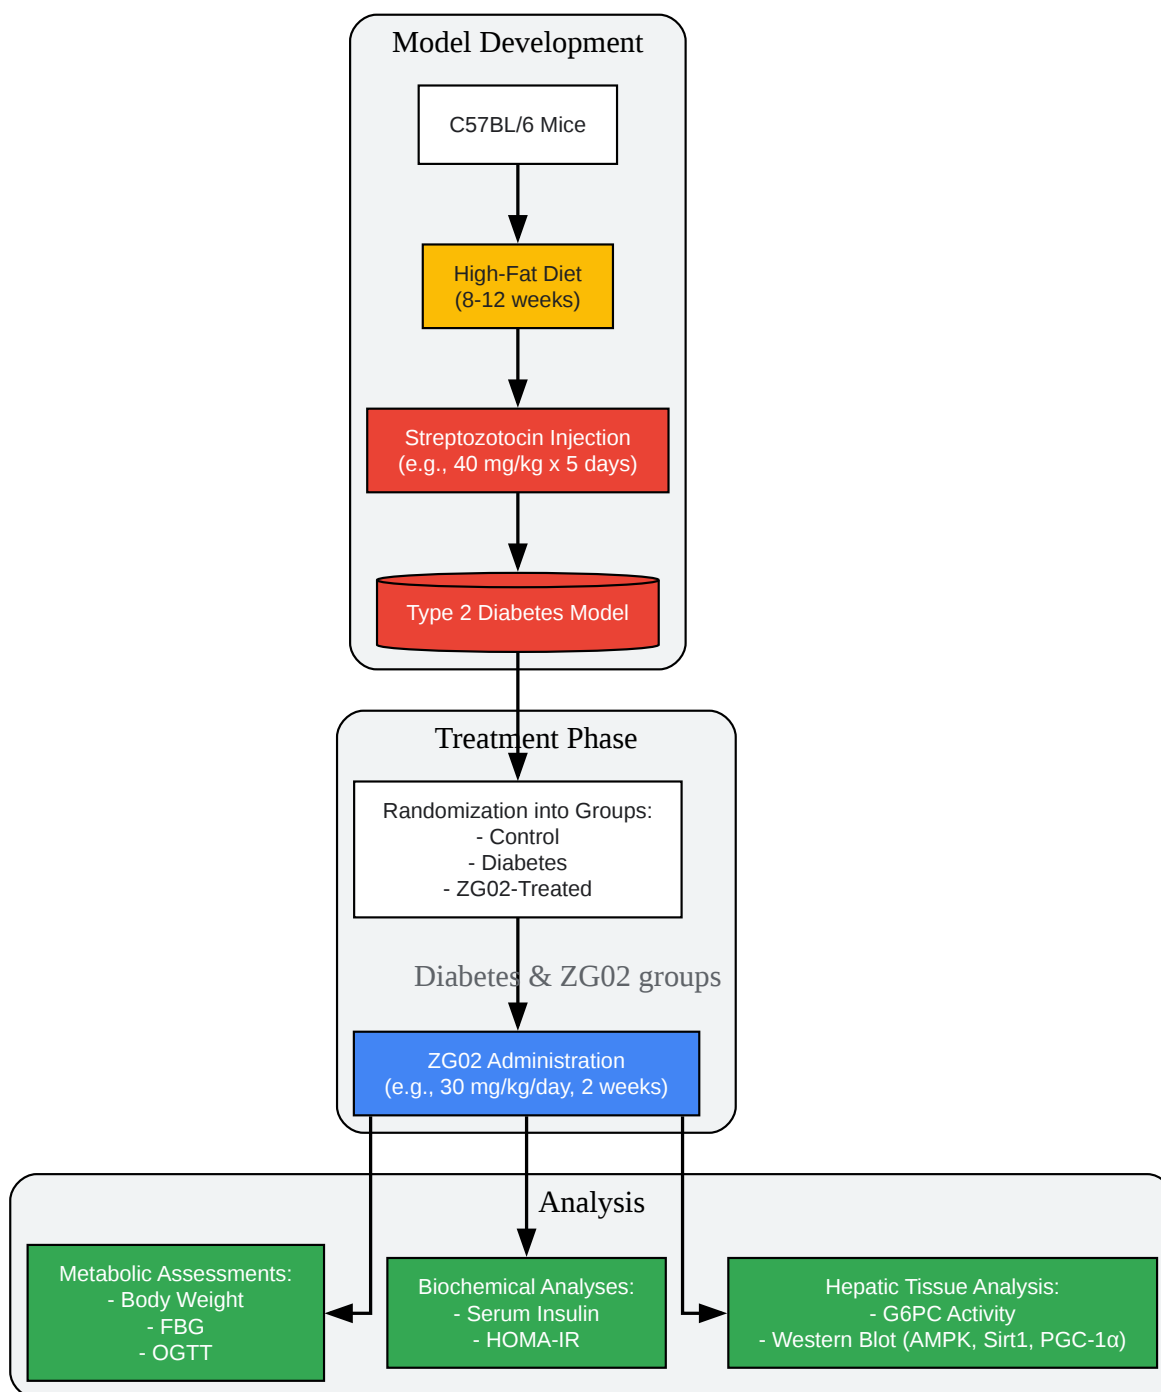 Model Development
C57BL/6 Mice
High-Fat Diet
(8-12 weeks)
Streptozotocin Injection
(e.g., 40 mg/kg x 5 days)
Type 2 Diabetes Model
Treatment Phase
Randomization into Groups:
- Control
- Diabetes
- ZG02-Treated
Diabetes & ZG02 groups
ZG02 Administration
(e.g., 30 mg/kg/day, 2 weeks)
Analysis
Metabolic Assessments:
- Body Weight
- FBG
- OGTT
Biochemical Analyses:
- Serum Insulin
- HOMA-IR
Hepatic Tissue Analysis:
- G6PC Activity
- Western Blot (AMPK, Sirt1, PGC-1α)